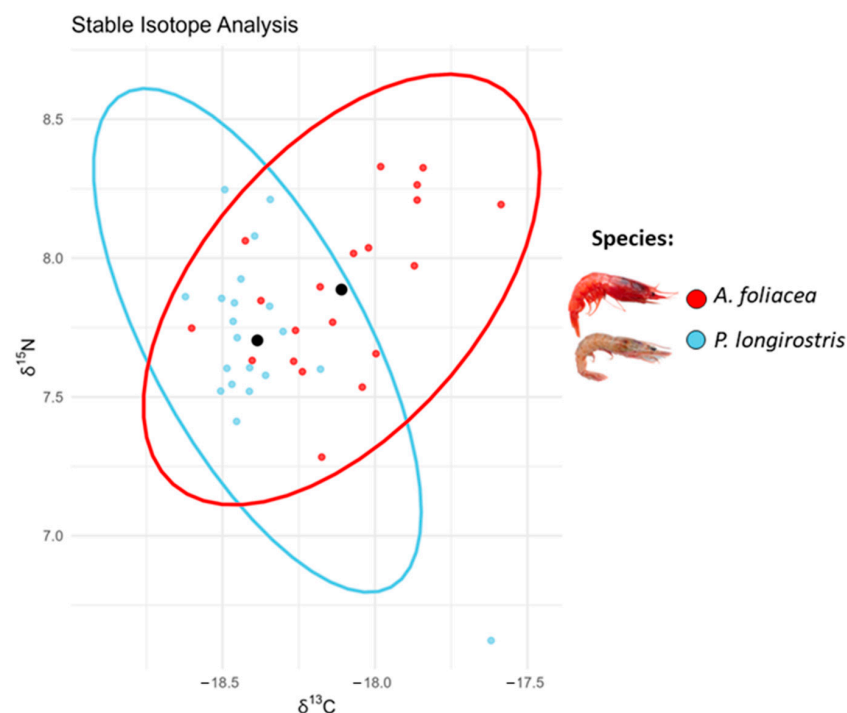 Stable Isotope Analysis
8.5
8.0
7.5
7.0
δ15N
−18.5
−18.0
−17.5
δ13C
Species:
A. foliacea
P. longirostris